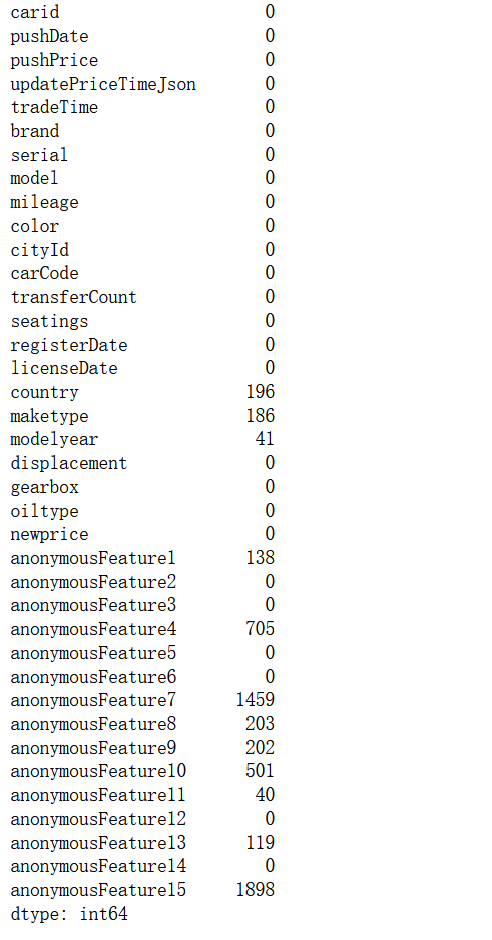 carid 0
pushDate 0
pushPrice 0
updatePriceTimeJson 0
tradeTime 0
brand 0
serial 0
model 0
mileage 0
color 0
cityId 0
carCode 0
transferCount 0
seatings 0
registerDate 0
licenseDate 0
country 196
maketype 186
modelyear 41
displacement 0
gearbox 0
oiltype 0
newprice 0
anonymousFeature1 138
anonymousFeature2 0
anonymousFeature3 0
anonymousFeature4 705
anonymousFeature5 0
anonymousFeature6 0
anonymousFeature7 1459
anonymousFeature8 203
anonymousFeature9 202
anonymousFeature10 501
anonymousFeature11 40
anonymousFeature12 0
anonymousFeature13 119
anonymousFeature14 0
anonymousFeature15 1898
dtype: int64